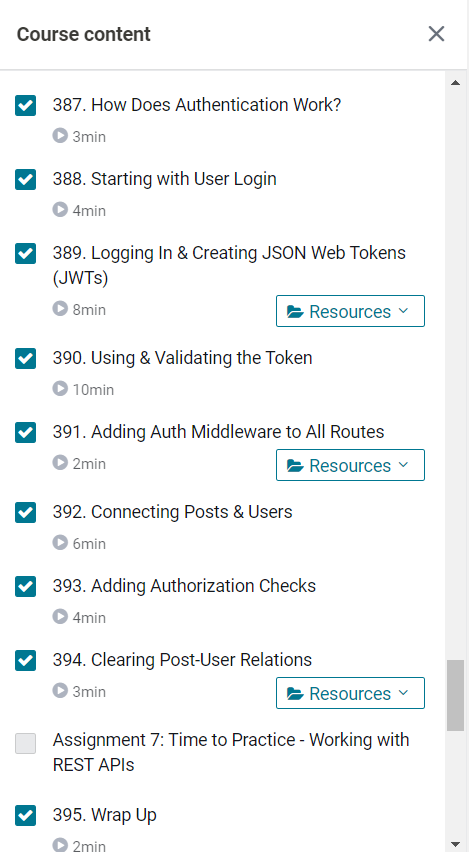 Course content
387. How Does Authentication Work?
3min
388. Starting with User Login
4min
389. Logging In & Creating JSON Web Tokens
(JWTs)
8min
Resources
390. Using & Validating the Token
10min
391. Adding Auth Middleware to All Routes
2min
Resources
392. Connecting Posts & Users
6min
393. Adding Authorization Checks
4min
394. Clearing Post-User Relations
3min
Resources
Assignment 7: Time to Practice - Working with
REST APIs
395. Wrap Up
2min